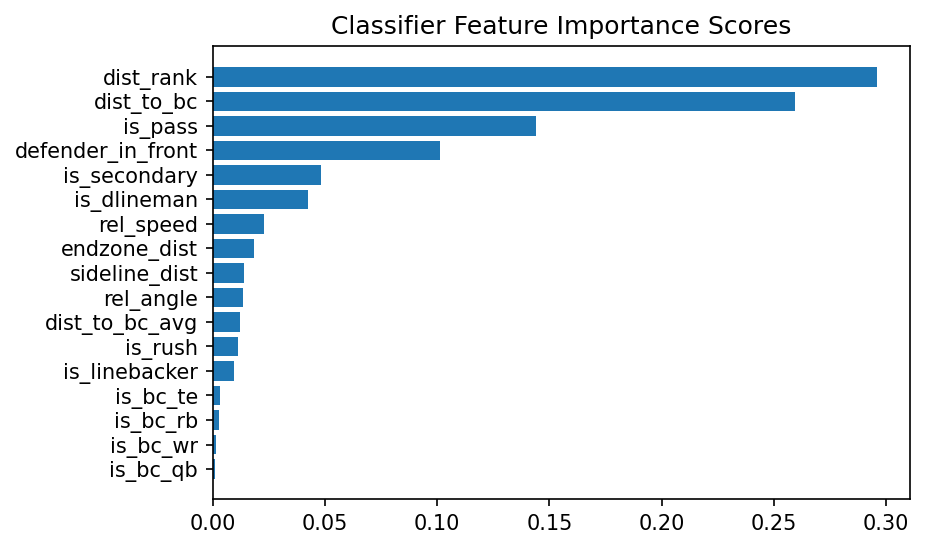 Classifier Feature Importance Scores
dist_rank
dist_to_bc
is_pass
defender_in_front
is_secondary
is_dlineman
rel_speed
endzone_dist
sideline_dist
rel_angle
dist_to_bc_avg
is_rush
is_linebacker
is_bc_te
is_bc_rb
is_bc_wr
is_bc_qb
0.00 0.05 0.10 0.15 0.20 0.25 0.30